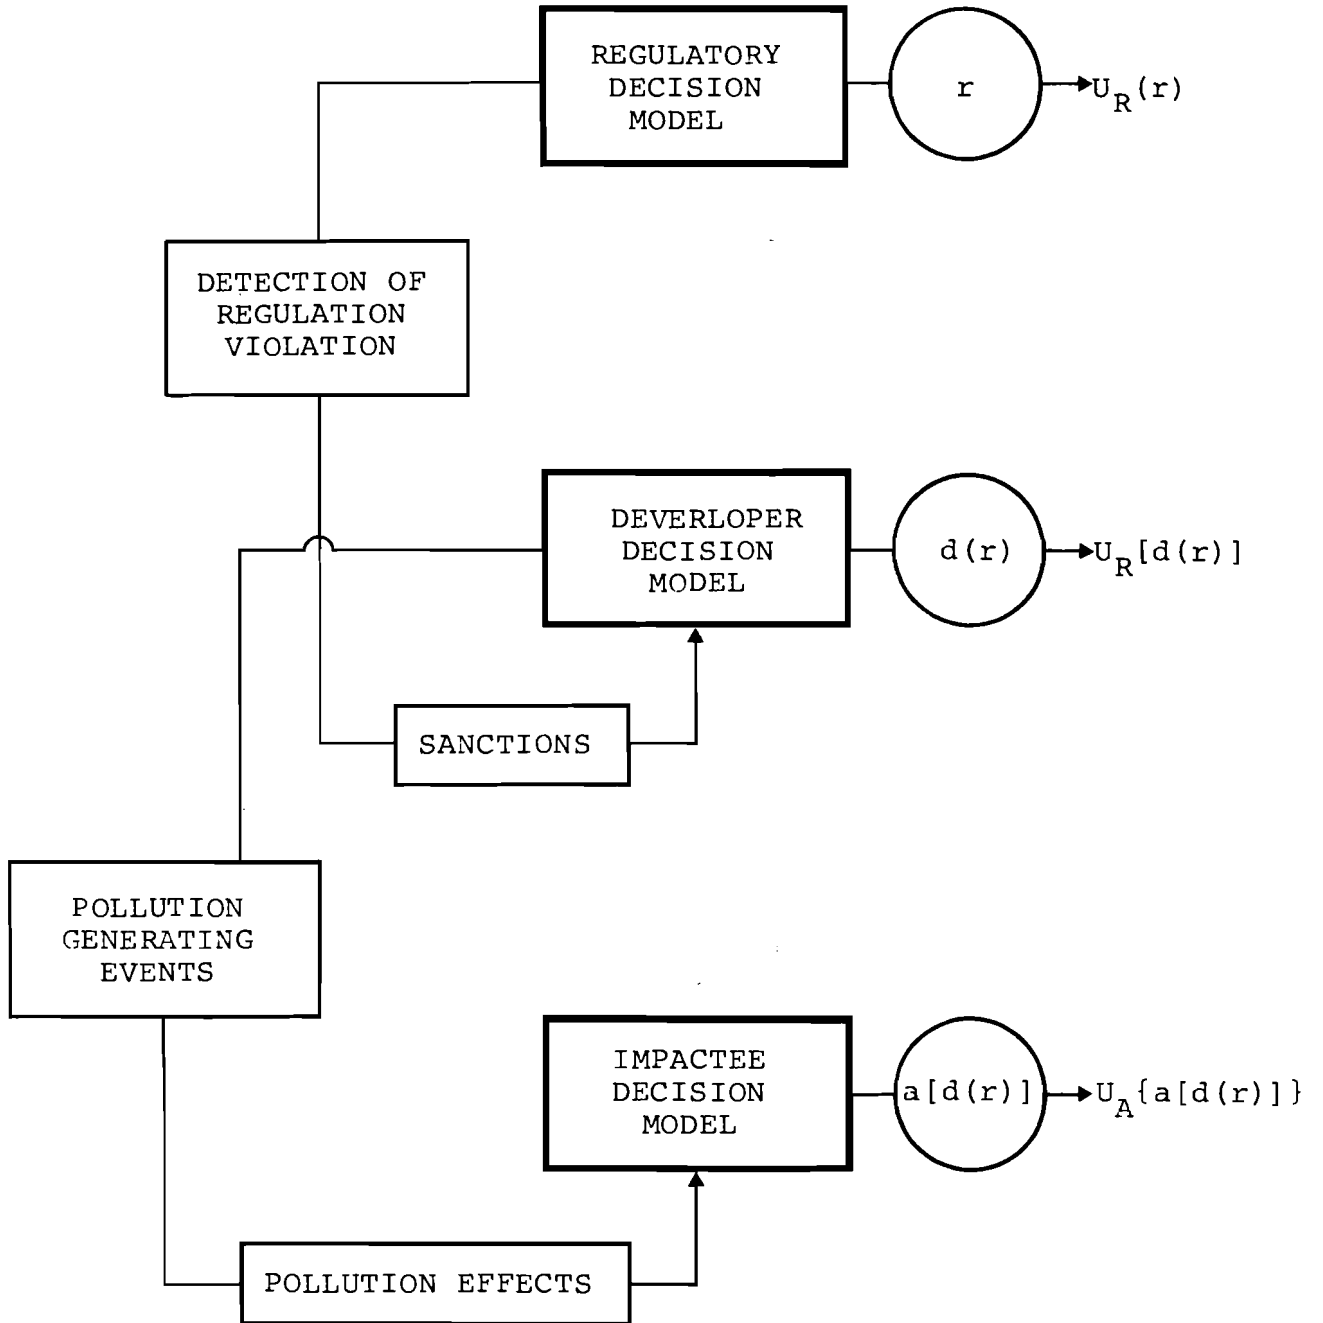 REGULATORY
DECISION
MODEL
r
U_R(r)
DETECTION OF
REGULATION
VIOLATION
DEVERLOPER
DECISION
MODEL
d(r)
U_R[d(r)]
SANCTIONS
POLLUTION
GENERATING
EVENTS
IMPACTEE
DECISION
MODEL
a[d(r)]
U_A{a[d(r)]}
POLLUTION EFFECTS